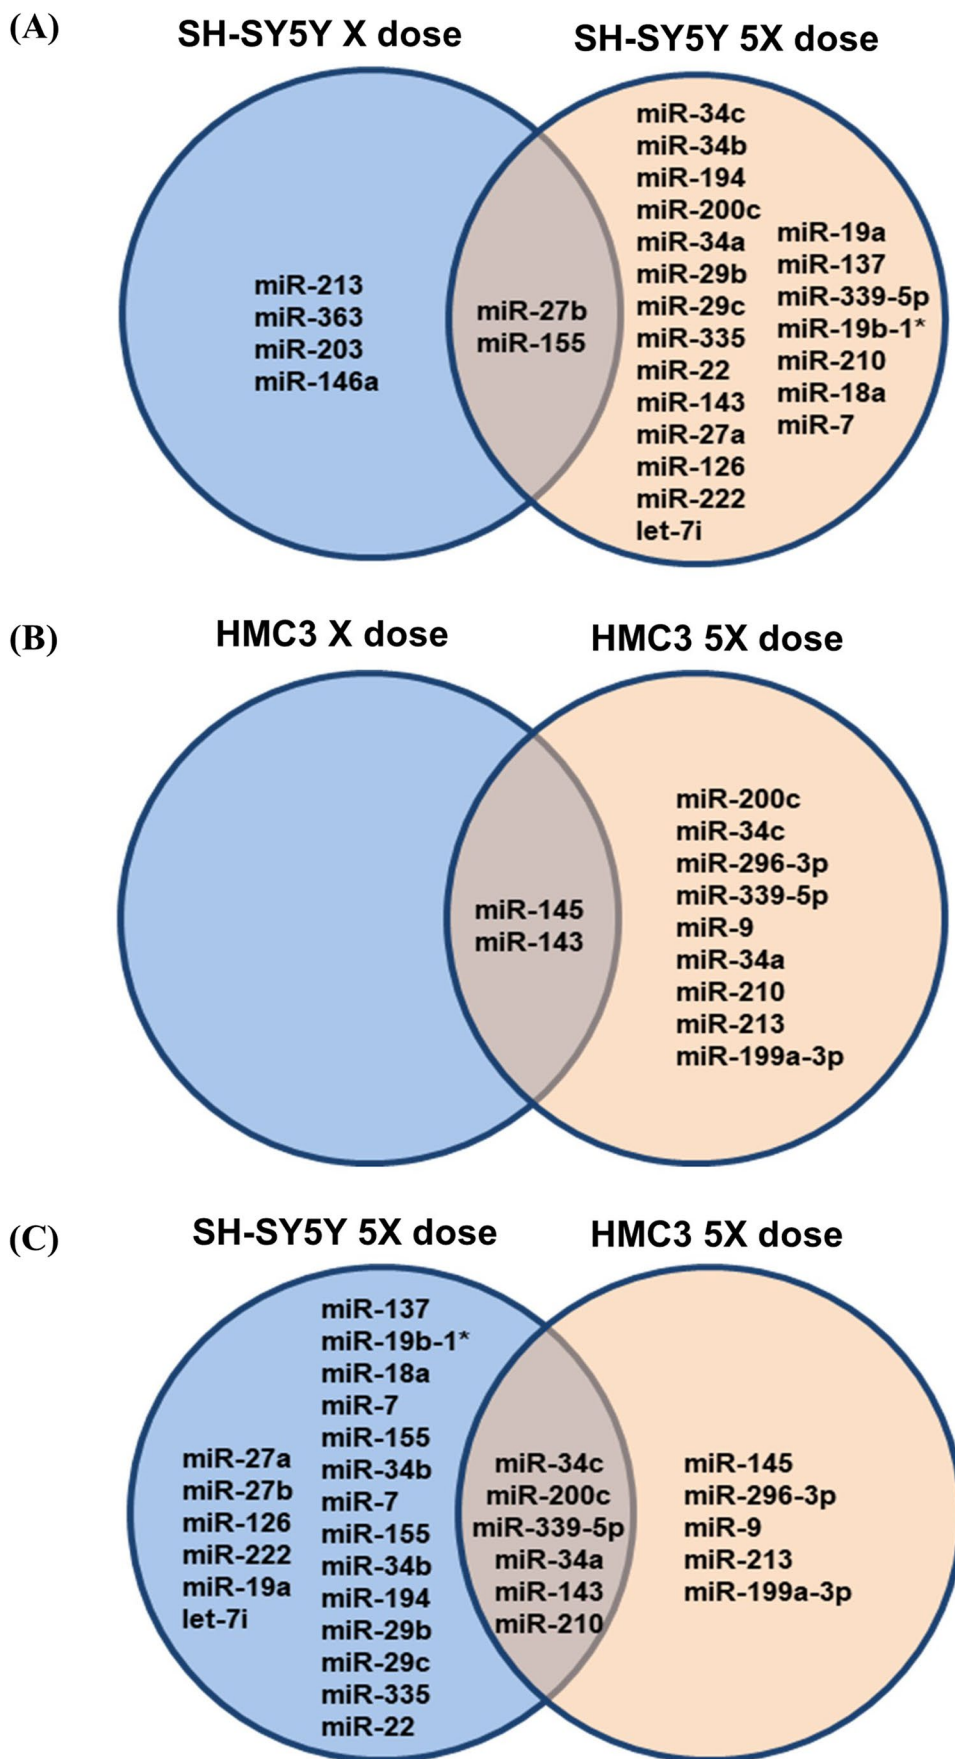 (A)
SH-SY5Y X dose
SH-SY5Y 5X dose
miR-213
miR-363
miR-203
miR-146a
miR-27b
miR-155
miR-34c
miR-34b
miR-194
miR-200c
miR-34a
miR-29b
miR-29c
miR-335
miR-22
miR-143
miR-27a
miR-126
miR-222
let-7i
miR-19a
miR-137
miR-339-5p
miR-19b-1*
miR-210
miR-18a
miR-7
(B)
HMC3 X dose
HMC3 5X dose
miR-145
miR-143
miR-200c
miR-34c
miR-296-3p
miR-339-5p
miR-9
miR-34a
miR-210
miR-213
miR-199a-3p
(C)
SH-SY5Y 5X dose
HMC3 5X dose
miR-27a
miR-27b
miR-126
miR-222
miR-19a
let-7i
miR-137
miR-19b-1*
miR-18a
miR-7
miR-155
miR-34b
miR-7
miR-155
miR-34b
miR-194
miR-29b
miR-29c
miR-335
miR-22
miR-34c
miR-200c
miR-339-5p
miR-34a
miR-143
miR-210
miR-145
miR-296-3p
miR-9
miR-213
miR-199a-3p